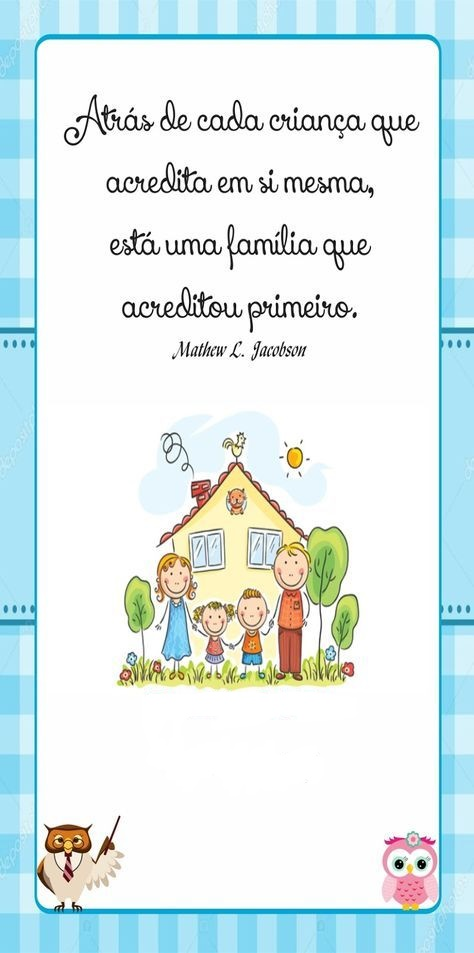 Atrás de cada criança que
acredita em si mesma,
está uma família que
acreditou primeiro.
Mathew L. Jacobson